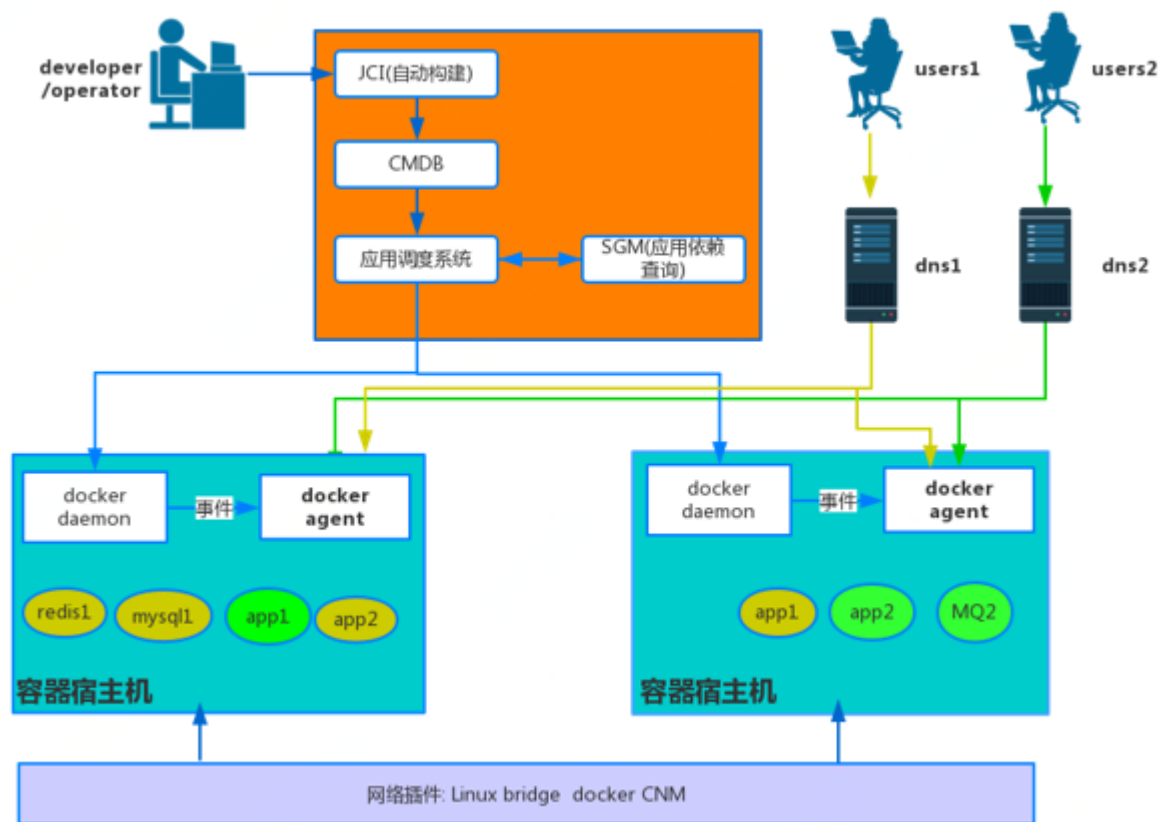 developer
/operator
JCI(自动构建)
CMDB
应用调度系统
SGM(应用依赖
查询)
users1
users2
dns1
dns2
docker
daemon
事件
docker
agent
redis1
mysql1
app1
app2
容器宿主机
docker
daemon
事件
docker
agent
app1
app2
MQ2
容器宿主机
网络插件: Linux bridge docker CNM